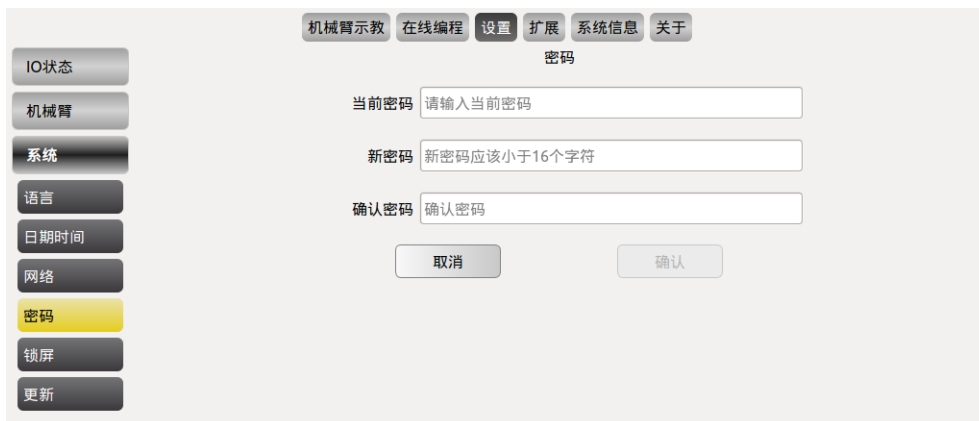 机械臂示教 在线编程 设置 扩展 系统信息 关于
密码
IO状态
机械臂
系统
语言
日期时间
网络
密码
锁屏
更新
当前密码 请输入当前密码
新密码 新密码应该小于16个字符
确认密码 确认密码
取消 确认